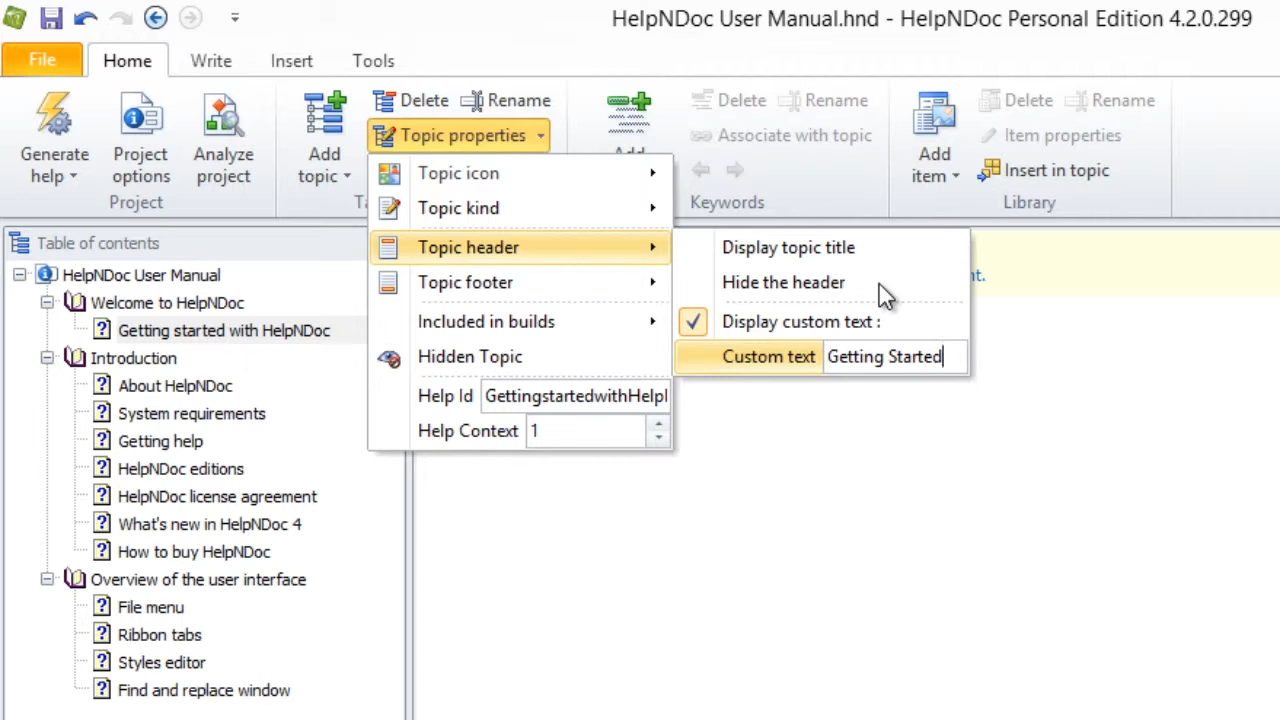 HelpNDoc User Manual.hnd - HelpNDoc Personal Edition 4.2.0.299
File Home Write Insert Tools
Generate help
Project options
Analyze project
Project
Add topic
Delete Rename
Topic properties
Add
Delete Rename
Associate with topic
Keywords
Add item
Delete Rename
Item properties
Insert in topic
Library
Topic icon
Topic kind
Topic header
Topic footer
Included in builds
Hidden Topic
Help Id GettingstartedwithHelp
Help Context 1
Display topic title
Hide the header
Display custom text :
Custom text Getting Started
Table of contents
HelpNDoc User Manual
Welcome to HelpNDoc
Getting started with HelpNDoc
Introduction
About HelpNDoc
System requirements
Getting help
HelpNDoc editions
HelpNDoc license agreement
What's new in HelpNDoc 4
How to buy HelpNDoc
Overview of the user interface
File menu
Ribbon tabs
Styles editor
Find and replace window